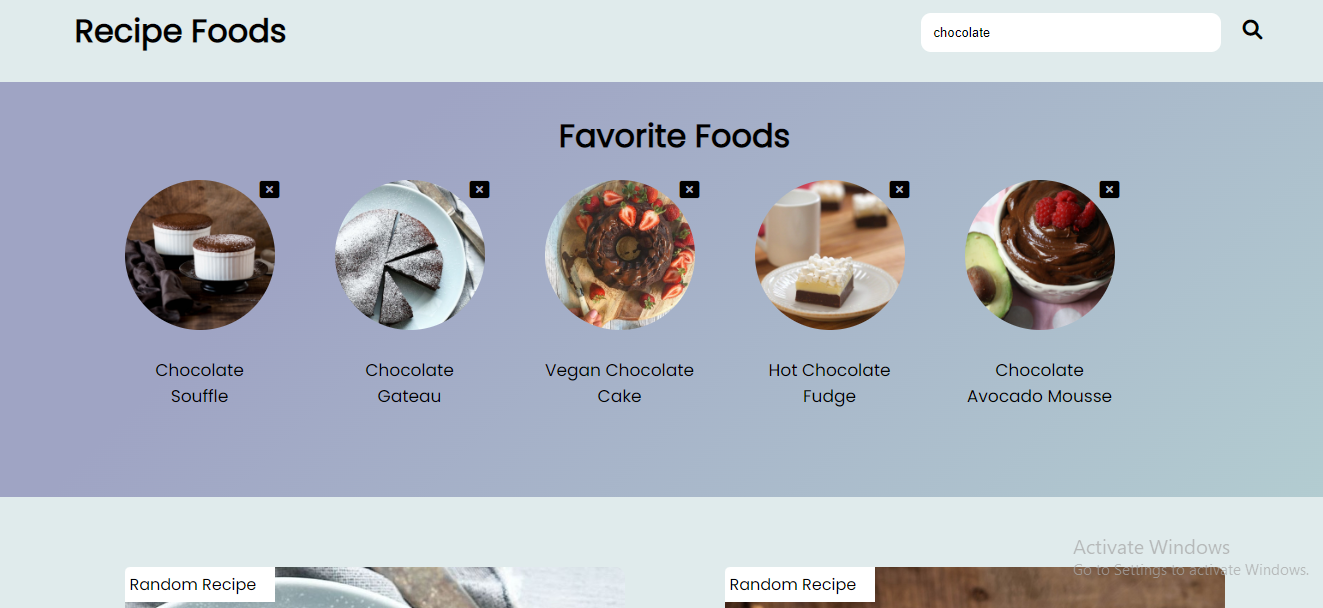 Recipe Foods
chocolate
Favorite Foods
Chocolate
Souffle
Chocolate
Gateau
Vegan Chocolate
Cake
Hot Chocolate
Fudge
Chocolate
Avocado Mousse
Activate Windows
Go to Settings to activate Windows.
Random Recipe
Random Recipe